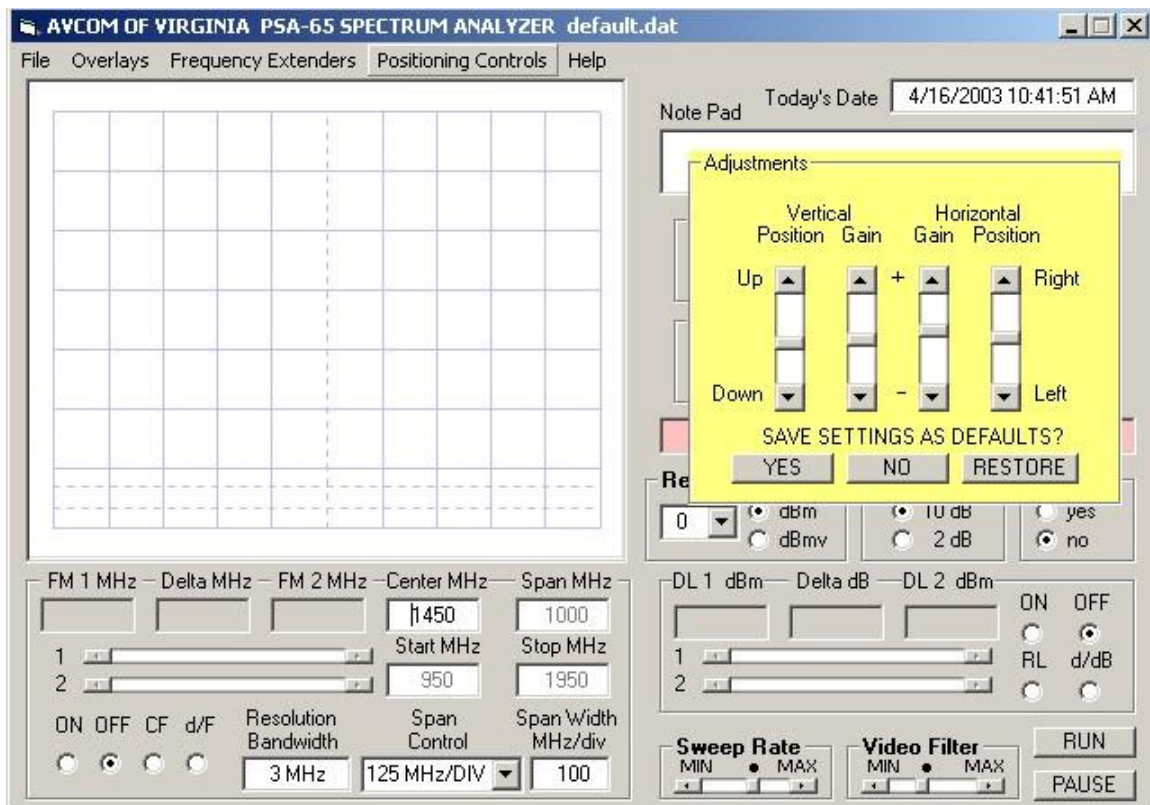 AVCOM OF VIRGINIA PSA-65 SPECTRUM ANALYZER default.dat
File Overlays Frequency Extenders Positioning Controls Help
Today's Date 4/16/2003 10:41:51 AM
Note Pad
Adjustments
Vertical Horizontal
Position Gain Gain Position
Up + Right
Down - Left
SAVE SETTINGS AS DEFAULTS?
YES NO RESTORE
Re
0 dBm 10 dB yes
dBmv 2 dB no
FM 1 MHz Delta MHz FM 2 MHz Center MHz Span MHz
1450 1000
Start MHz Stop MHz
1 950 1950
2
ON OFF CF d/F
Resolution Bandwidth Span Control Span Width MHz/div
3 MHz 125 MHz/DIV 100
DL 1 dBm Delta dB DL 2 dBm
ON OFF
1 RL d/dB
2
Sweep Rate Video Filter RUN
MIN MAX MIN MAX
PAUSE